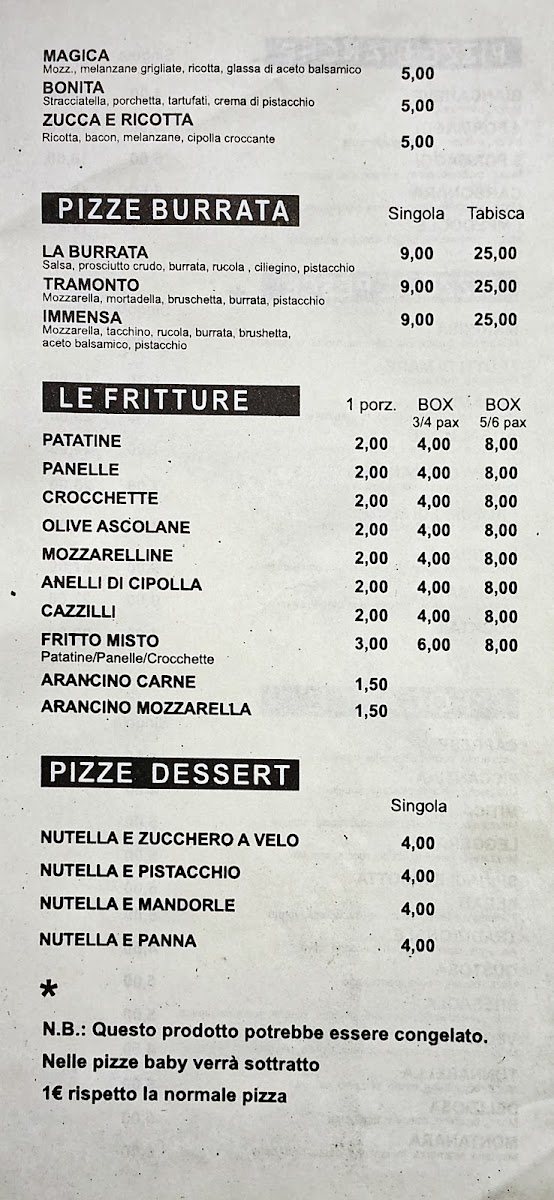 MAGICA
Mozz., melanzane grigliate, ricotta, glassa di aceto balsamico 5,00
BONITA
Stracciatella, porchetta, tartufati, crema di pistacchio 5,00
ZUCCA E RICOTTA
Ricotta, bacon, melanzane, cipolla croccante 5,00
PIZZE BURRATA Singola Tabisca
LA BURRATA 9,00 25,00
Salsa, prosciutto crudo, burrata, rucola , ciliegino, pistacchio
TRAMONTO 9,00 25,00
Mozzarella, mortadella, bruschetta, burrata, pistacchio
IMMENSA 9,00 25,00
Mozzarella, tacchino, rucola, burrata, brushetta,
aceto balsamico, pistacchio
LE FRITTURE 1 porz. BOX BOX
3/4 pax 5/6 pax
PATATINE 2,00 4,00 8,00
PANELLE 2,00 4,00 8,00
CROCCHETTE 2,00 4,00 8,00
OLIVE ASCOLANE 2,00 4,00 8,00
MOZZARELLINE 2,00 4,00 8,00
ANELLI DI CIPOLLA 2,00 4,00 8,00
CAZZILLI 2,00 4,00 8,00
FRITTO MISTO 3,00 6,00 8,00
Patatine/Panelle/Crocchette
ARANCINO CARNE 1,50
ARANCINO MOZZARELLA 1,50
PIZZE DESSERT
Singola
NUTELLA E ZUCCHERO A VELO 4,00
NUTELLA E PISTACCHIO 4,00
NUTELLA E MANDORLE 4,00
NUTELLA E PANNA 4,00
*
N.B.: Questo prodotto potrebbe essere congelato.
Nelle pizze baby verrà sottratto
1€ rispetto la normale pizza